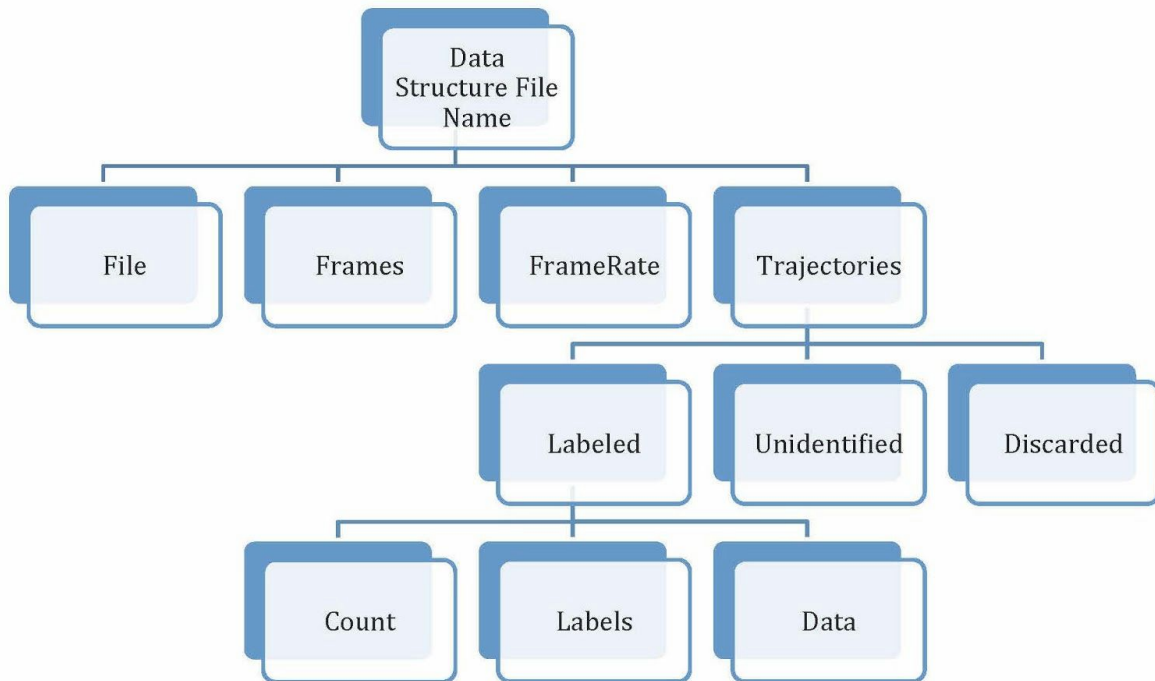 Data
Structure File
Name
File
Frames
FrameRate
Trajectories
Labeled
Unidentified
Discarded
Count
Labels
Data